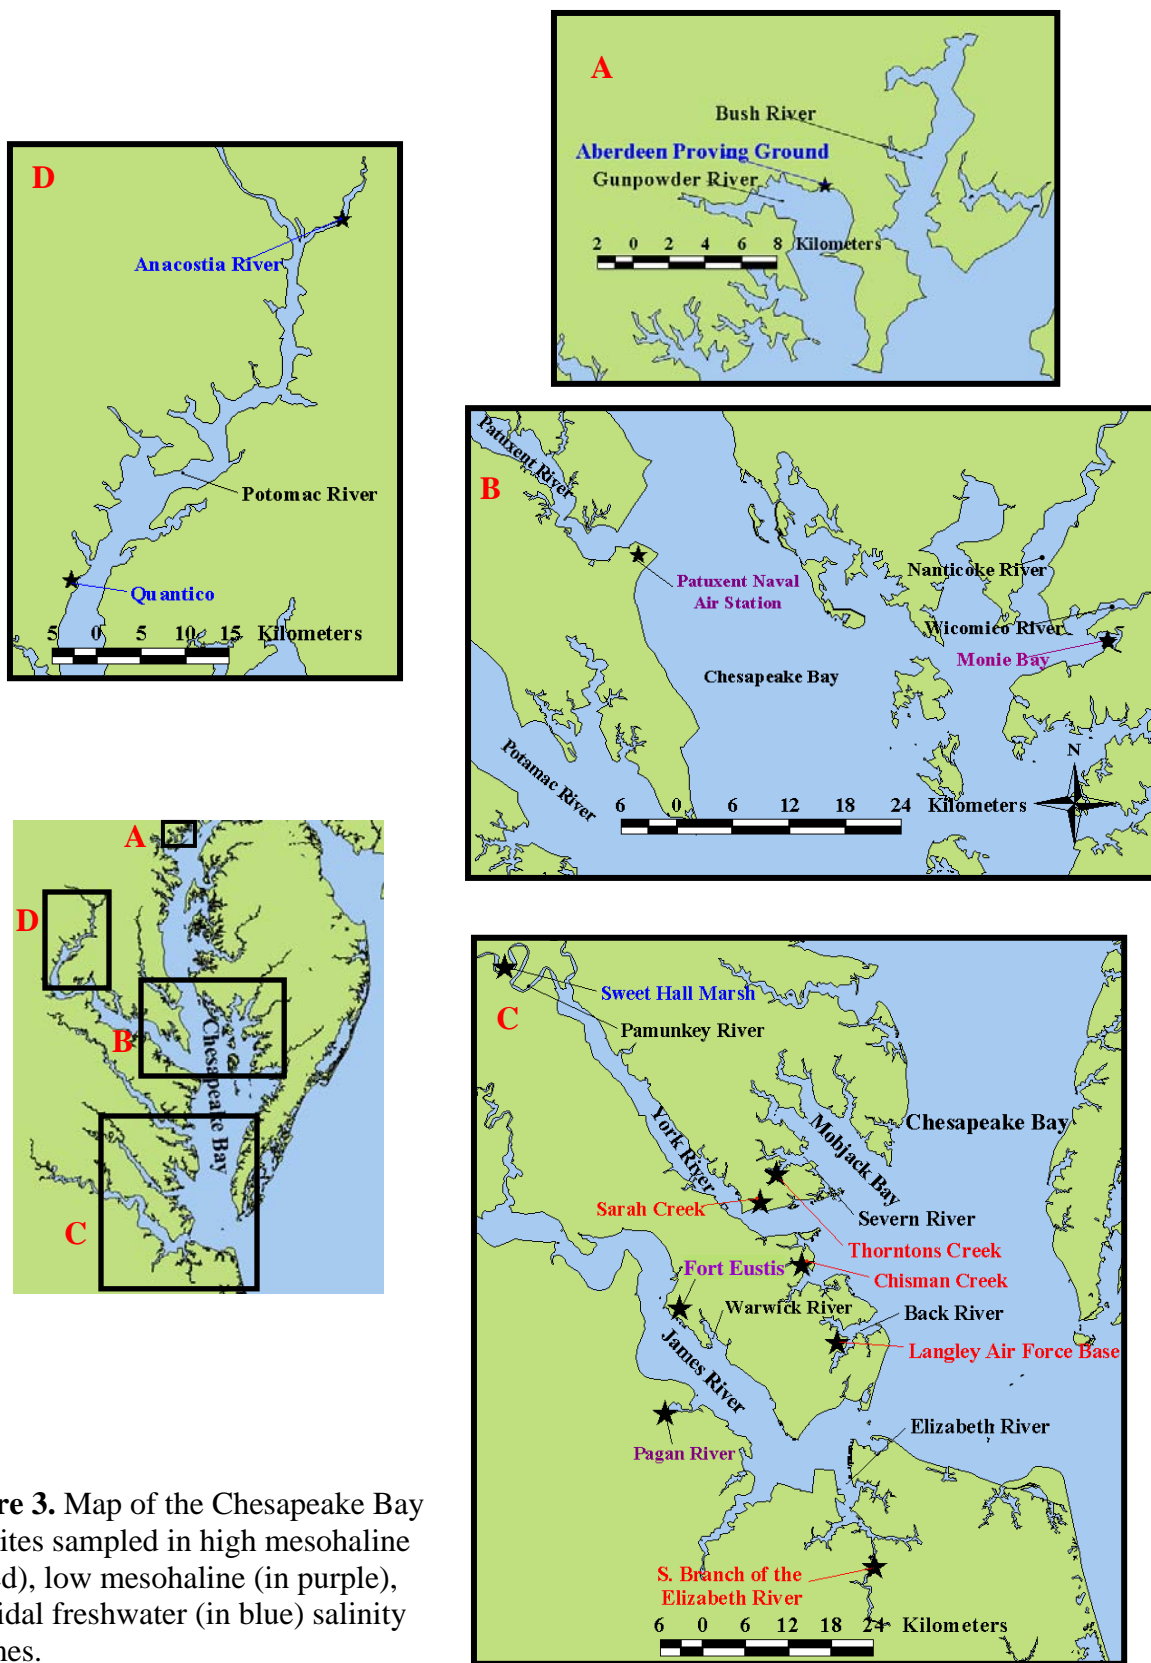 A
Bush River
Aberdeen Proving Ground
Gunpowder River
2 0 2 4 6 8 Kilometers
D
Anacostia River
Potomac River
Quantico
5 0 5 10 15 Kilometers
B
Patuxent River
Patuxent Naval
Air Station
Nanticoke River
Wicomico River
Monie Bay
Chesapeake Bay
Potamac River
N
6 0 6 12 18 24 Kilometers
A
D
B
C
Chesapeake Bay
C
Sweet Hall Marsh
Pamunkey River
York River
Mobjack Bay
Chesapeake Bay
Sarah Creek
Severn River
Thorntons Creek
Chisman Creek
Fort Eustis
Warwick River
Back River
Langley Air Force Base
James River
Pagan River
Elizabeth River
S. Branch of the
Elizabeth River
6 0 6 12 18 24 Kilometers
re 3. Map of the Chesapeake Bay
ites sampled in high mesohaline
d), low mesohaline (in purple),
idal freshwater (in blue) salinity
nes.